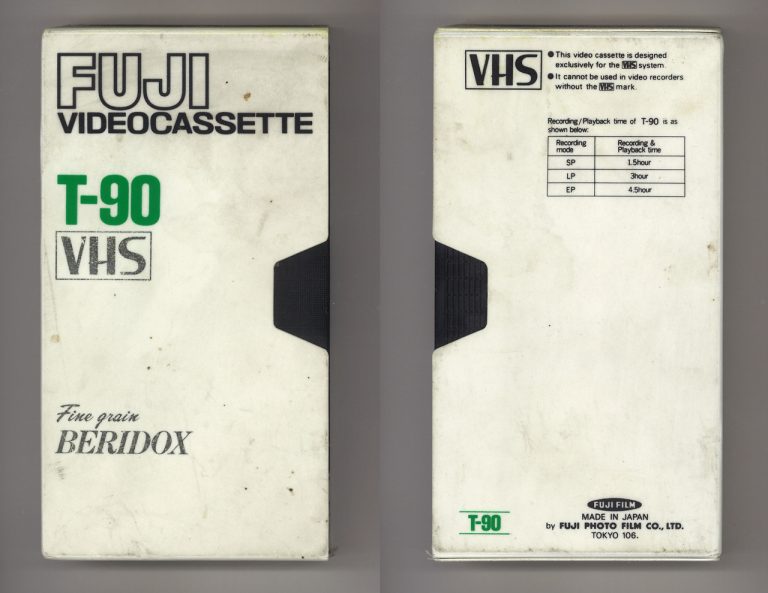 FUJI
VIDEOCASSETTE
T-90
VHS
Fine grain
BERIDOX
VHS
● This video cassette is designed
exclusively for the VHS system.
● It cannot be used in video recorders
without the VHS mark.
Recording/Playback time of T-90 is as
shown below:
Recording mode Recording & Playback time
SP 1.5hour
LP 3hour
EP 4.5hour
T-90
FUJI FILM
MADE IN JAPAN
by FUJI PHOTO FILM CO., LTD.
TOKYO 106.